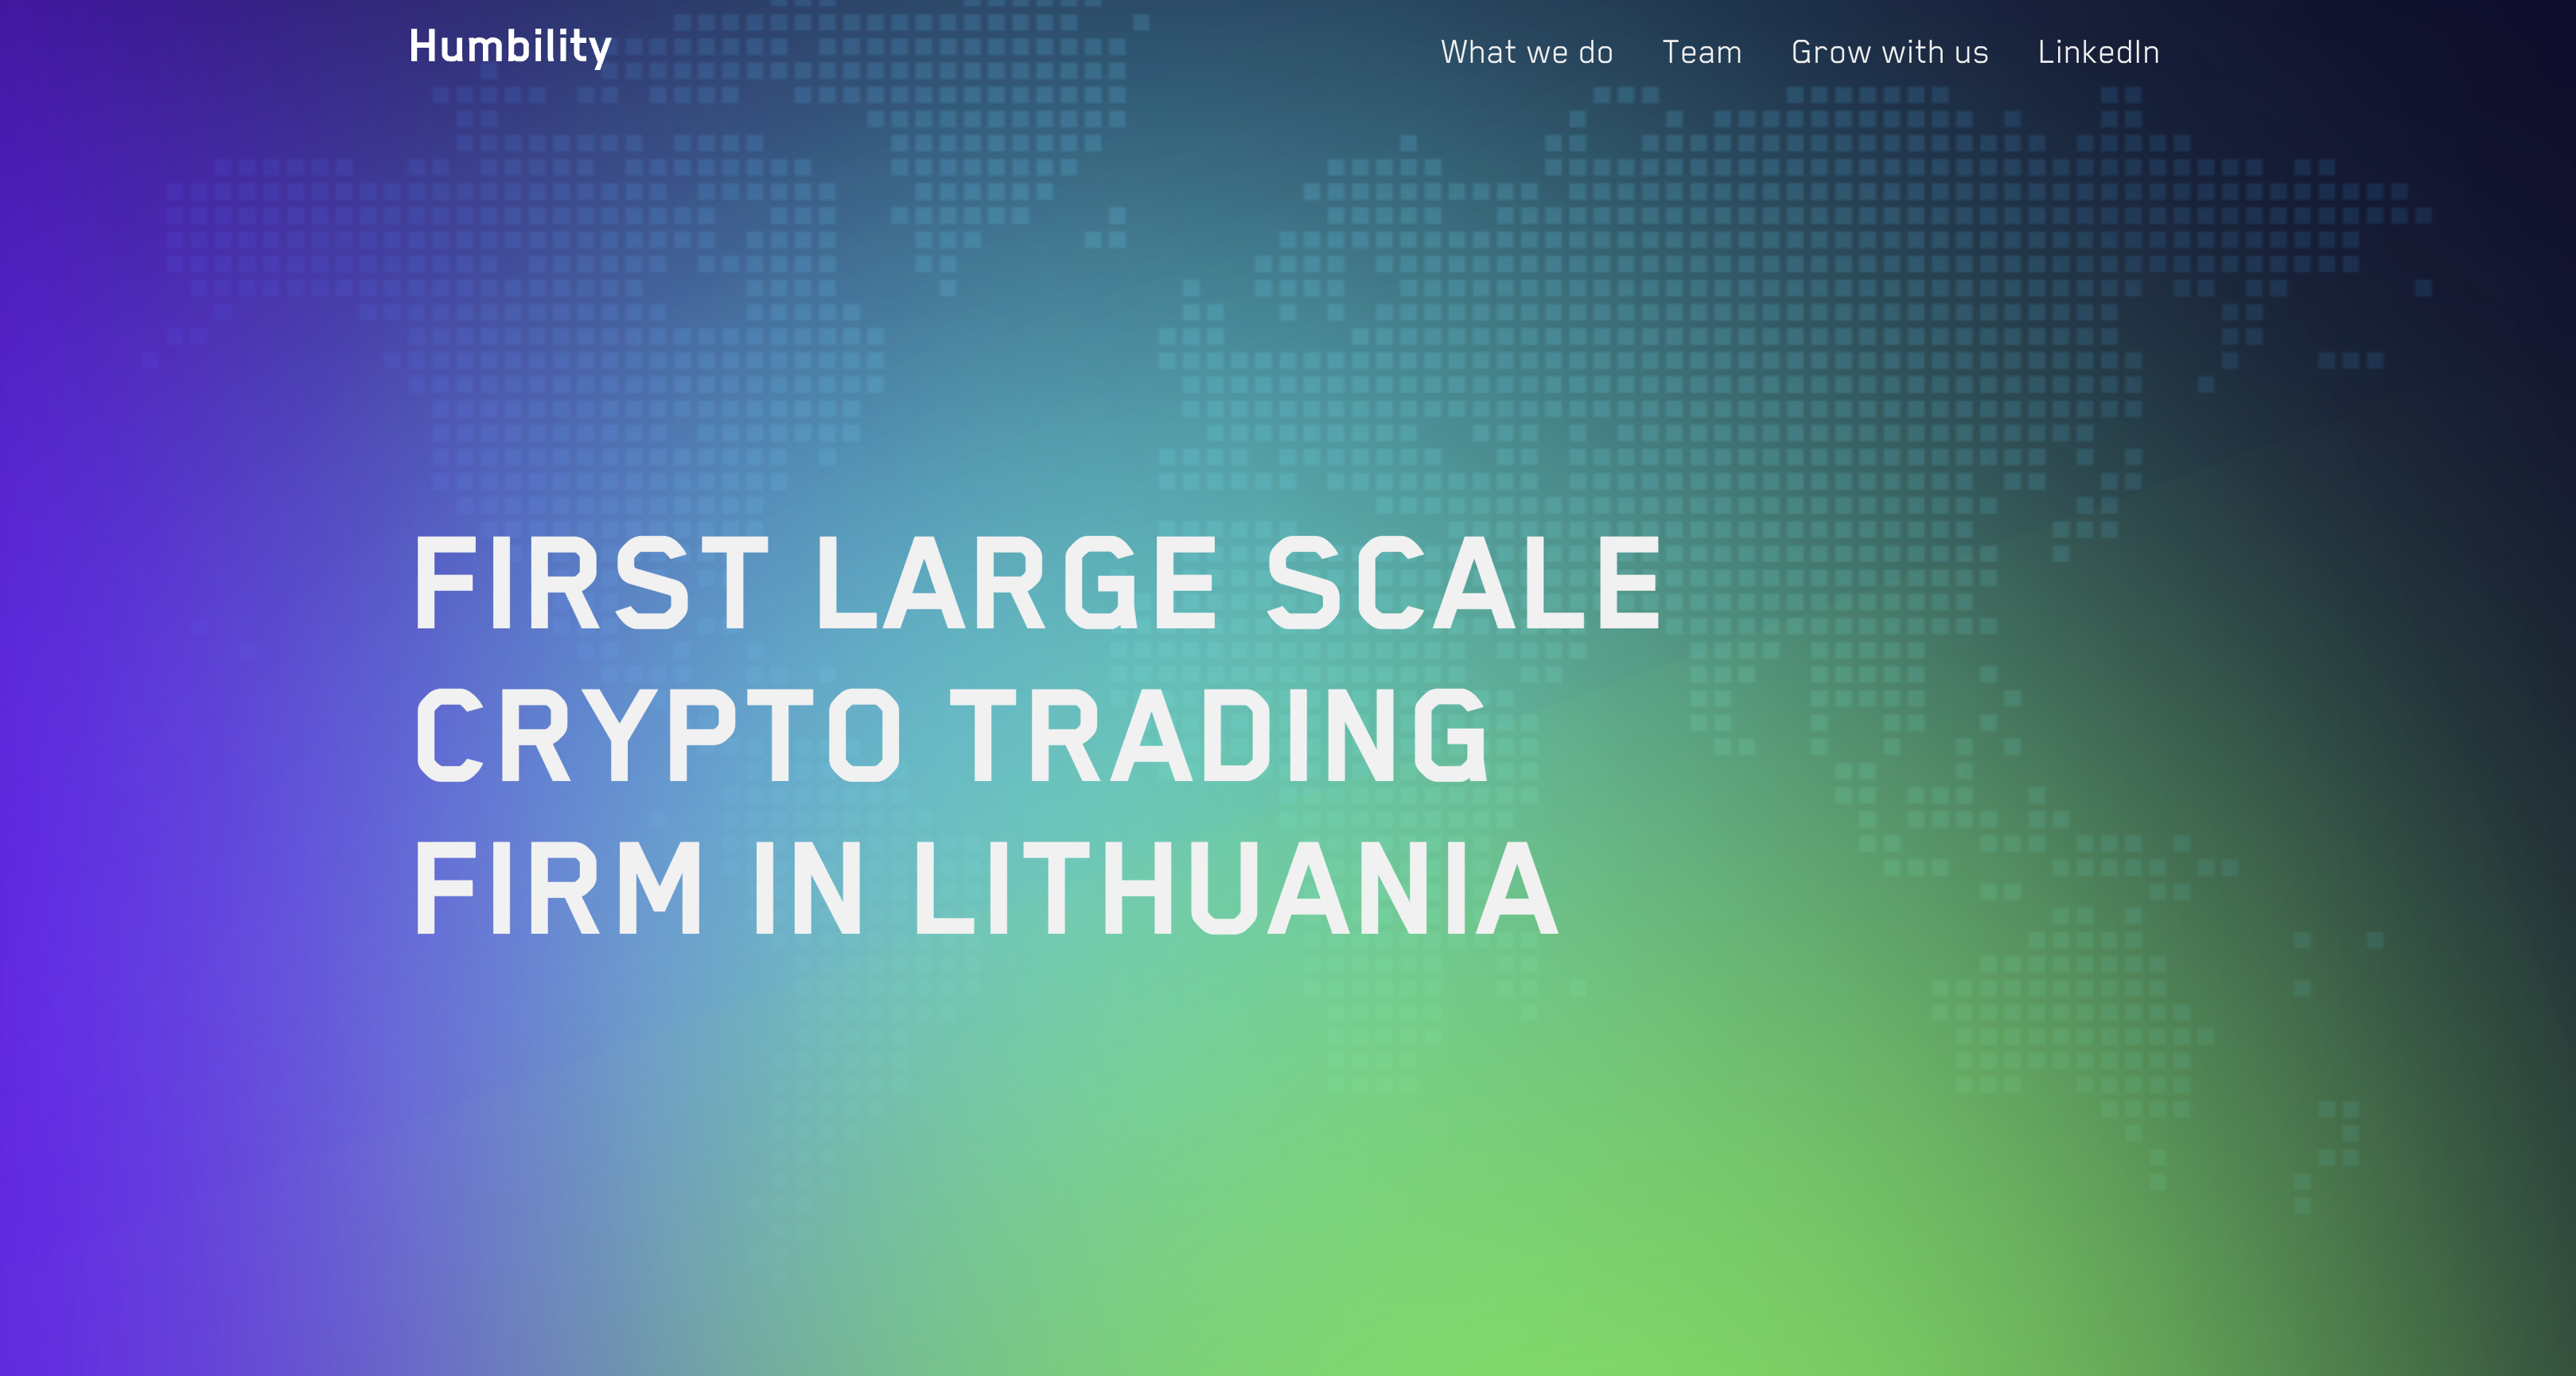 Humbility
What we do Team Grow with us LinkedIn
FIRST LARGE SCALE
CRYPTO TRADING
FIRM IN LITHUANIA